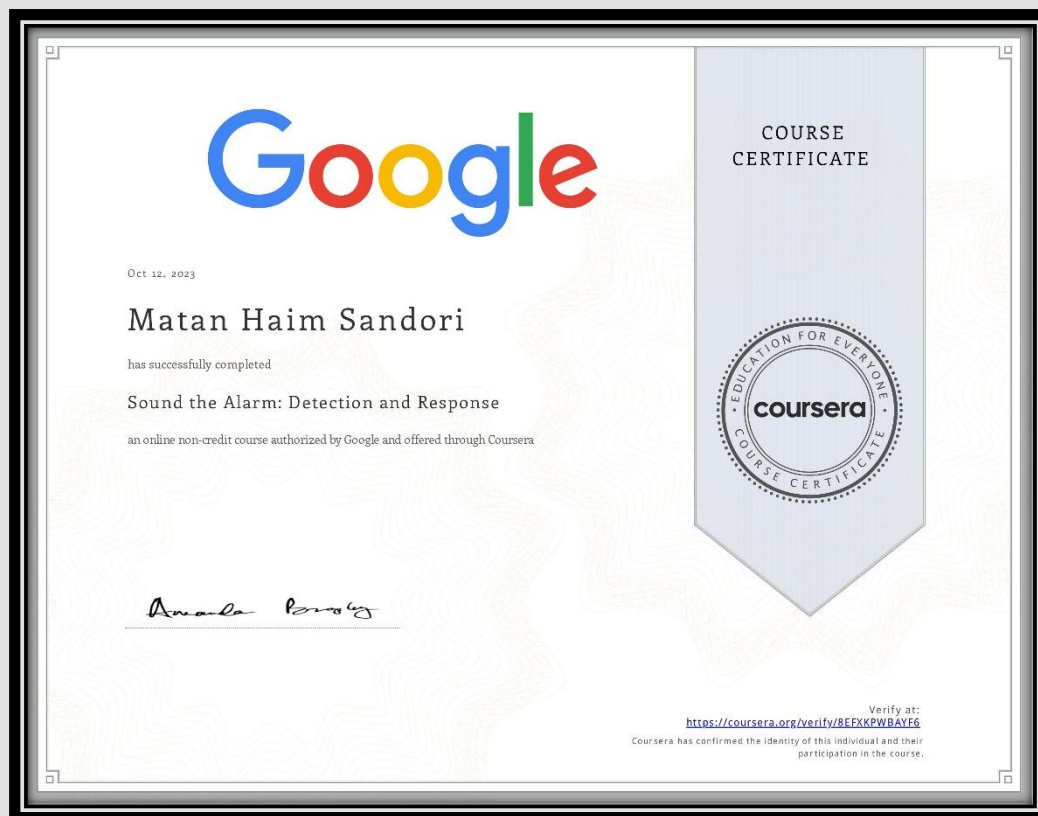 Google
COURSE
CERTIFICATE
Oct 12, 2023
Matan Haim Sandori
has successfully completed
Sound the Alarm: Detection and Response
an online non-credit course authorized by Google and offered through Coursera
EDUCATION FOR EVERYONE
coursera
COURSE CERTIFICATE
Verify at:
https://coursera.org/verify/8EFXKPWBAYF6
Coursera has confirmed the identity of this individual and their
participation in the course.